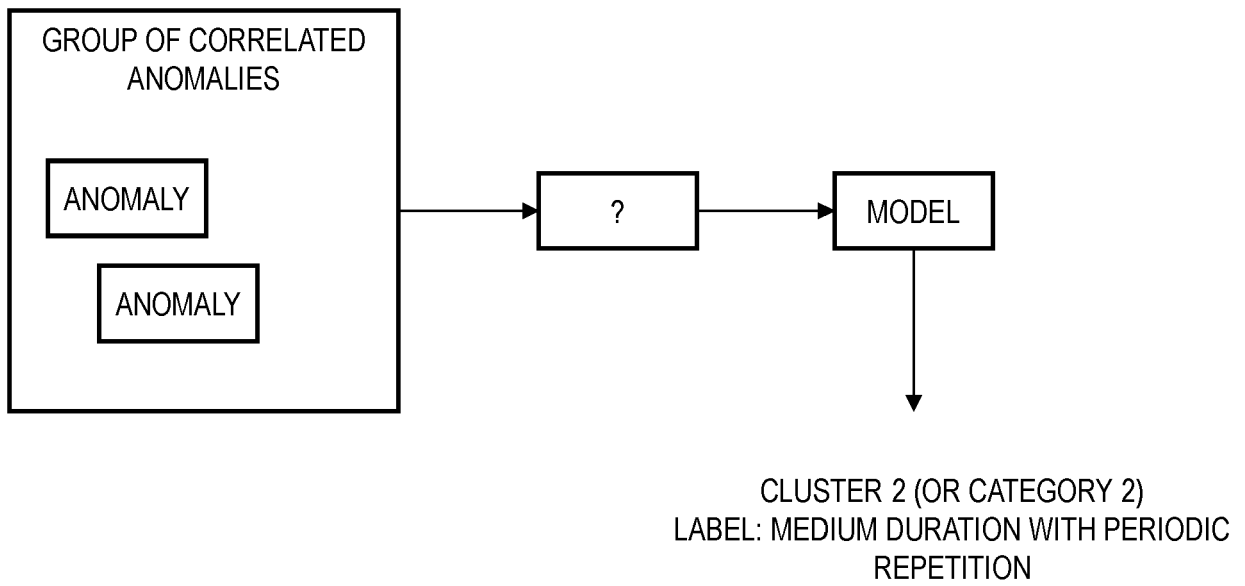 GROUP OF CORRELATED
ANOMALIES
ANOMALY
ANOMALY
?
MODEL
CLUSTER 2 (OR CATEGORY 2)
LABEL: MEDIUM DURATION WITH PERIODIC
REPETITION